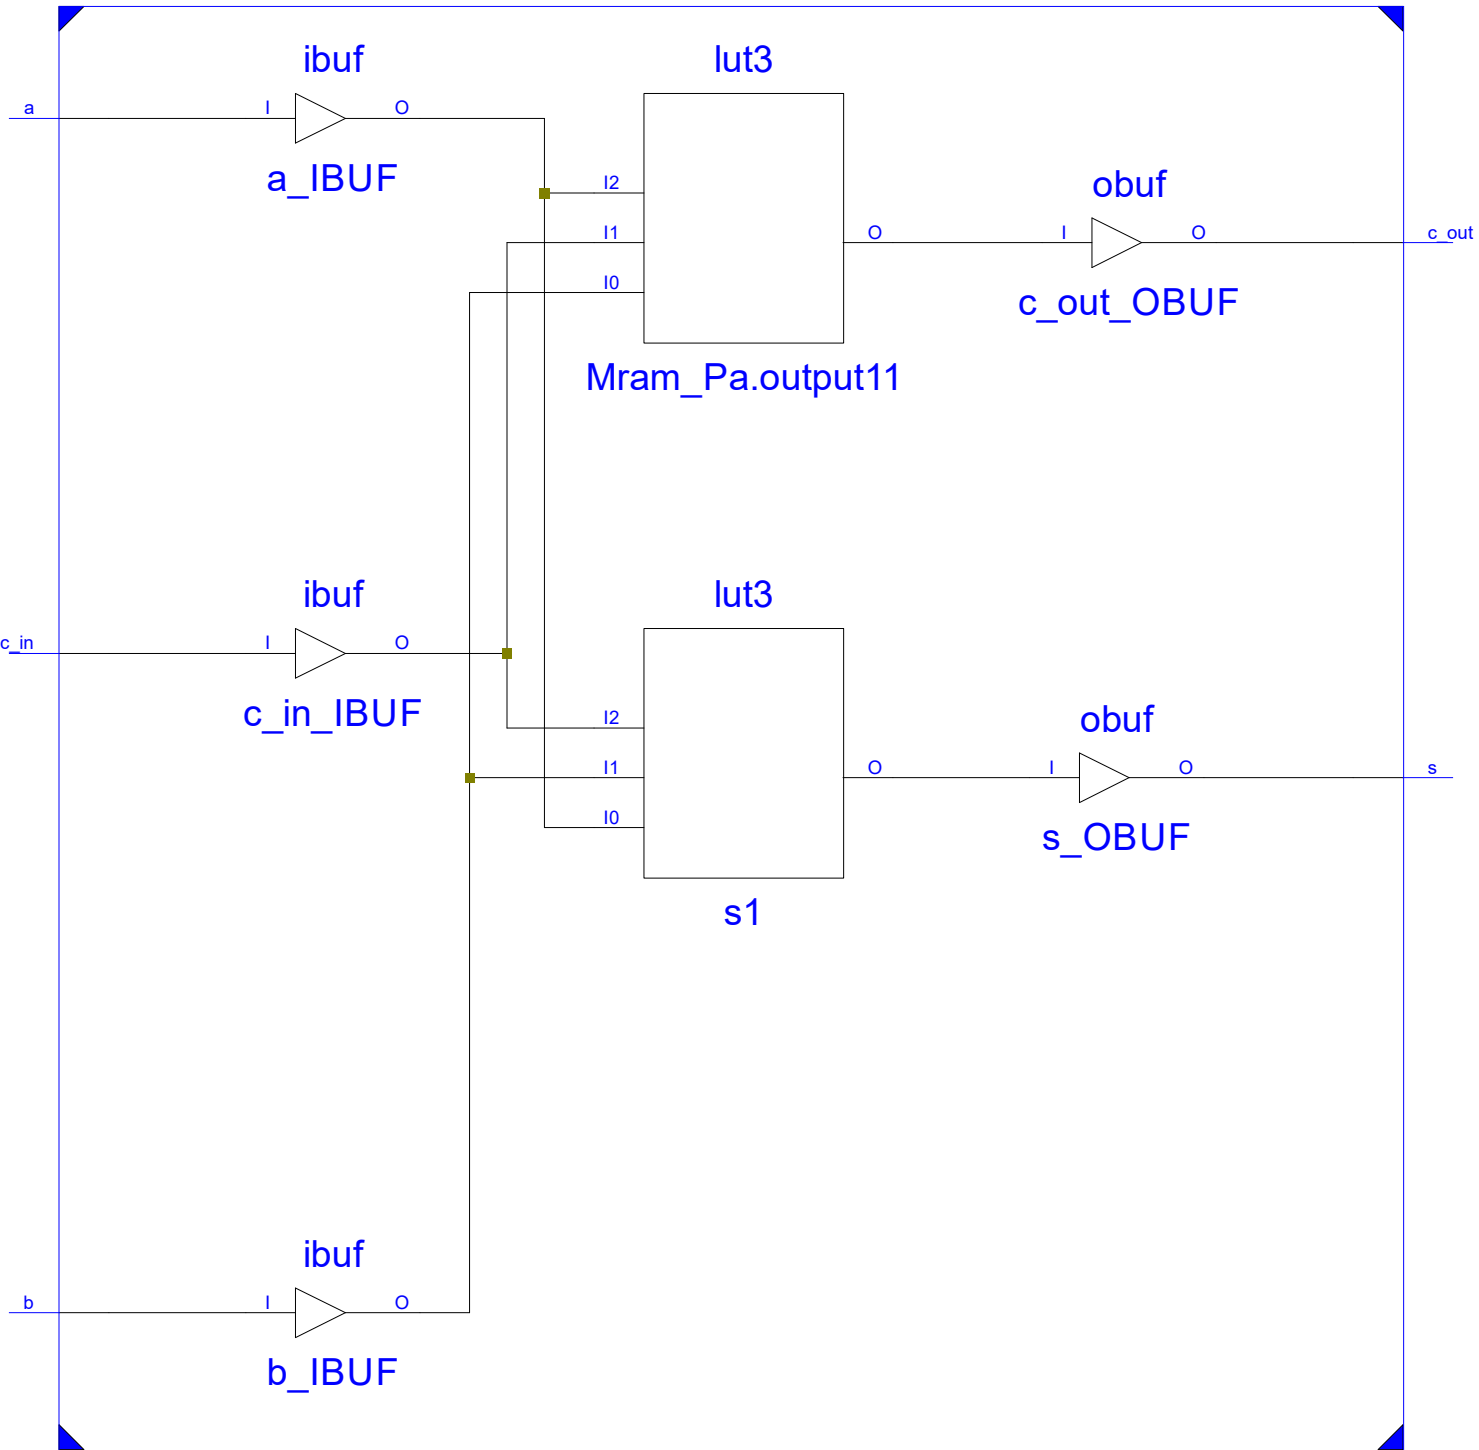 ibuf
lut3
a
I
O
a_IBUF
I2
obuf
I1
O
I
O
c_out
I0
c_out_OBUF
Mram_Pa.output11
ibuf
lut3
c_in
I
O
c_in_IBUF
I2
obuf
I1
O
I
O
s
I0
s_OBUF
s1
ibuf
b
I
O
b_IBUF